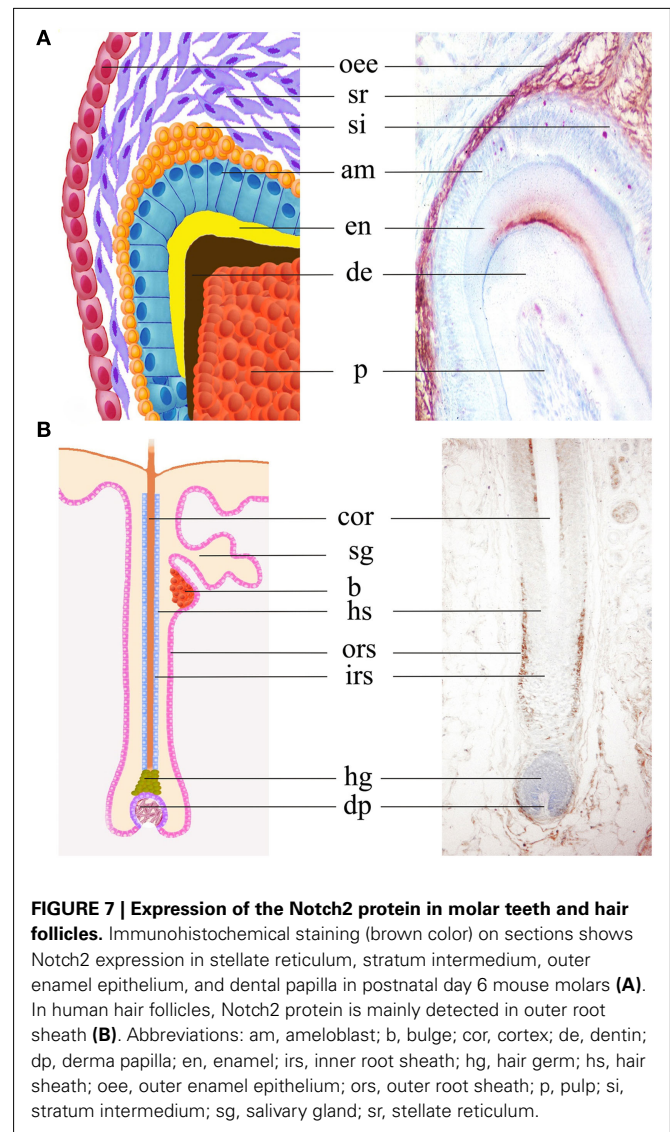 A
oee
sr
si
am
en
de
p
B
cor
sg
b
hs
ors
irs
hg
dp
FIGURE 7 | Expression of the Notch2 protein in molar teeth and hair
follicles. Immunohistochemical staining (brown color) on sections shows
Notch2 expression in stellate reticulum, stratum intermedium, outer
enamel epithelium, and dental papilla in postnatal day 6 mouse molars (A).
In human hair follicles, Notch2 protein is mainly detected in outer root
sheath (B). Abbreviations: am, ameloblast; b, bulge; cor, cortex; de, dentin;
dp, derma papilla; en, enamel; irs, inner root sheath; hg, hair germ; hs, hair
sheath; oee, outer enamel epithelium; ors, outer root sheath; p, pulp; si,
stratum intermedium; sg, salivary gland; sr, stellate reticulum.